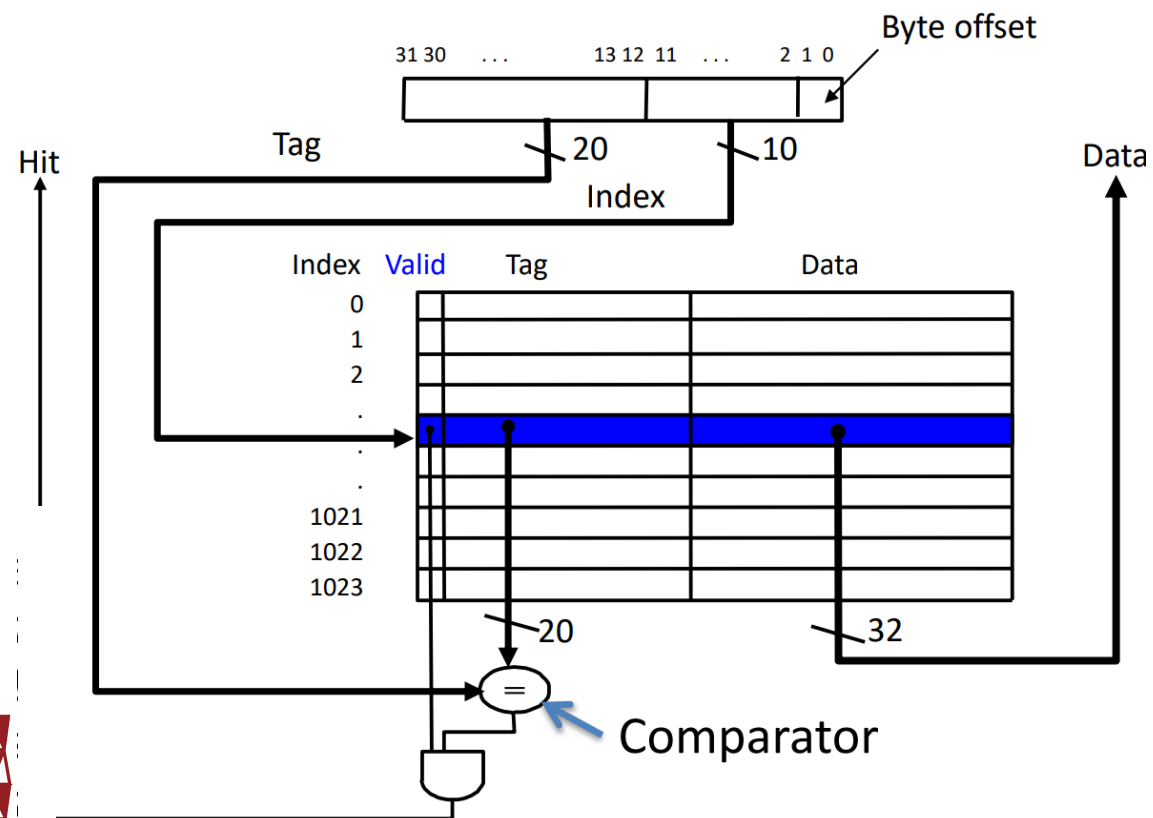 Byte offset
31 30 . . . 13 12 11 . . . 2 1 0
Tag 20 10
Hit Data
Index
Index Valid Tag Data
0
1
2
.
.
.
1021
1022
1023
20 32
=
Comparator